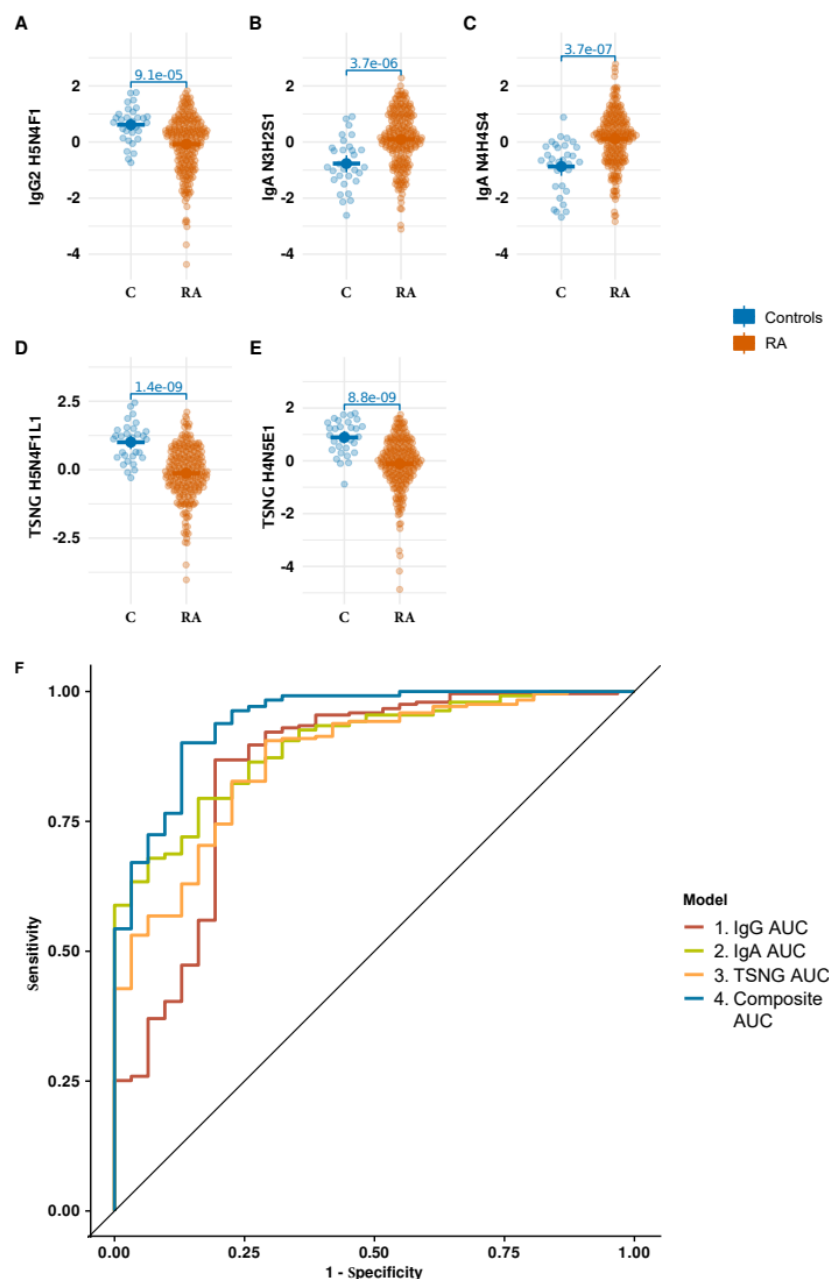 A
IgG2 H5N4F1
2
0
-2
-4
9.1e-05
C RA
B
IgA N3H2S1
2
0
-2
-4
3.7e-06
C RA
C
IgA N4H4S4
2
0
-2
-4
3.7e-07
C RA
Controls
RA
D
TSNG H5N4F1L1
2.5
0.0
-2.5
1.4e-09
C RA
E
TSNG H4N5E1
2
0
-2
-4
8.8e-09
C RA
F
Sensitivity
1.00
0.75
0.50
0.25
0.00
0.00 0.25 0.50 0.75 1.00
1 - Specificity
Model
1. IgG AUC
2. IgA AUC
3. TSNG AUC
4. Composite
AUC